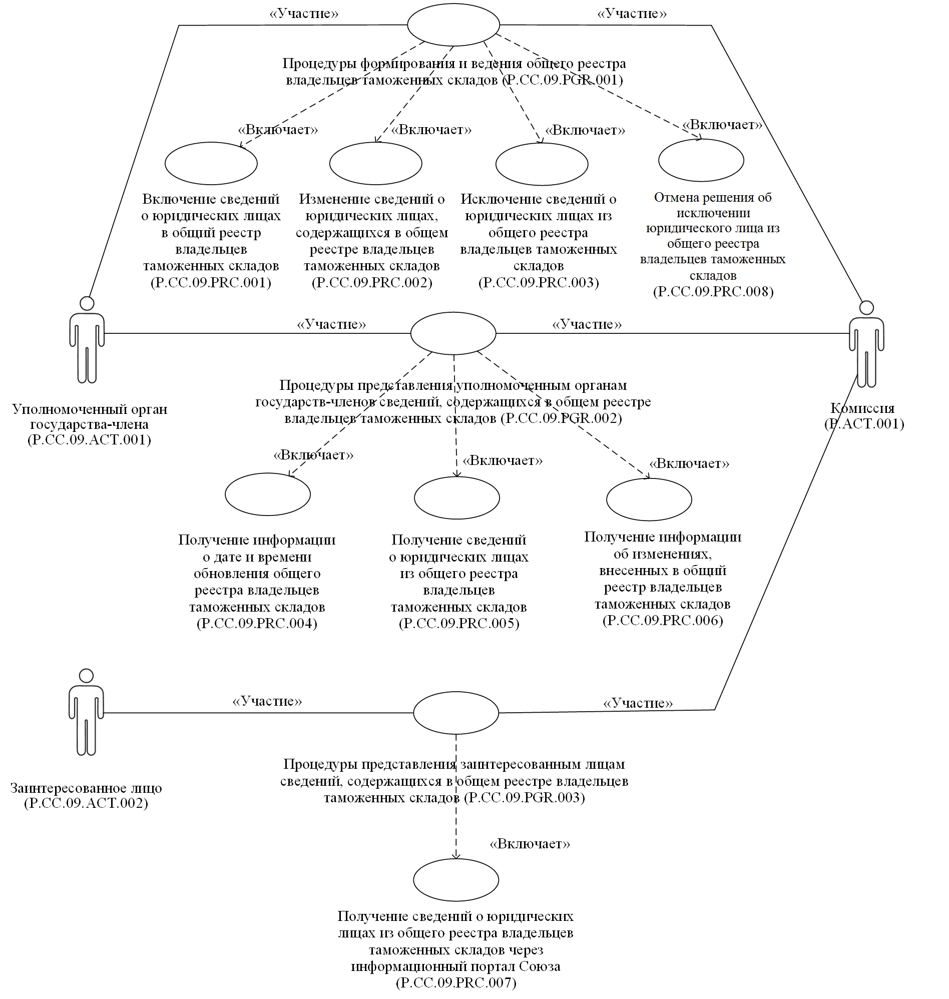 «Участие»
«Участие»
Процедуры формирования и ведения общего реестра
владельцев таможенных складов (P.CC.09.PGR.001)
«Включает»
«Включает»
«Включает»
«Включает»
Включение сведений
о юридических лицах
в общий реестр
владельцев
таможенных складов
(P.CC.09.PRC.001)
Изменение сведений о
юридических лицах,
содержащихся в общем
реестре владельцев
таможенных складов
(P.CC.09.PRC.002)
Исключение сведений о
юридических лицах из
общего реестра
владельцев таможенных
складов
(P.CC.09.PRC.003)
Отмена решения об
исключении
юридического лица из
общего реестра
владельцев таможенных
складов
(P.CC.09.PRC.008)
«Участие»
«Участие»
Процедуры представления уполномоченным органам
государств-членов сведений, содержащихся в общем реестре
владельцев таможенных складов (P.CC.09.PGR.002)
Уполномоченный орган
государства-члена
(P.CC.09.ACT.001)
Комиссия
(P.ACT.001)
«Включает»
«Включает»
«Включает»
Получение информации
о дате и времени
обновления общего
реестра владельцев
таможенных складов
(P.CC.09.PRC.004)
Получение сведений
о юридических лицах
из общего реестра
владельцев
таможенных складов
(P.CC.09.PRC.005)
Получение информации
об изменениях,
внесенных в общий
реестр владельцев
таможенных складов
(P.CC.09.PRC.006)
«Участие»
«Участие»
Процедуры представления заинтересованным лицам
сведений, содержащихся в общем реестре владельцев
таможенных складов (P.CC.09.PGR.003)
Заинтересованное лицо
(P.CC.09.ACT.002)
«Включает»
Получение сведений о юридических
лицах из общего реестра владельцев
таможенных складов через
информационный портал Союза
(P.CC.09.PRC.007)